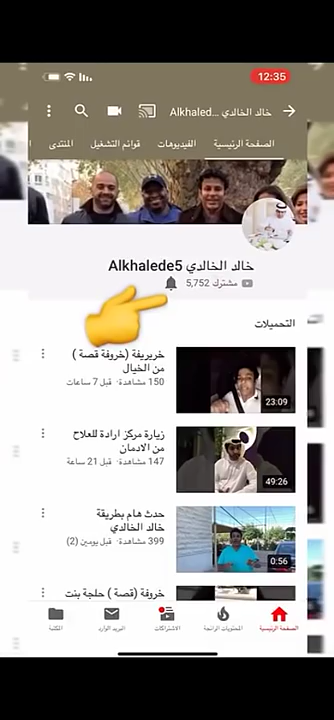 12:35
خالد الخالدي Alkhaled...
الصفحة الرئيسية
الفيديوهات
قوائم التشغيل
المنتدى
خالد الخالدي Alkhalede5
5,752 مشترك
التحميلات
خريريفة (خروفة قصة )
من الخيال
150 مشاهدة · قبل 7 ساعات
23:09
زيارة مركز ارادة للعلاج
من الادمان
147 مشاهدة · قبل 21 ساعة
49:26
حدث هام بطريقة
خالد الخالدي
399 مشاهدة · قبل يومين (2)
0:56
خروفة (قصة ) حلجة بنت
الصفحة الرئيسية
المحتويات الرائجة
الاشتراكات
البريد الوارد
المكتبة